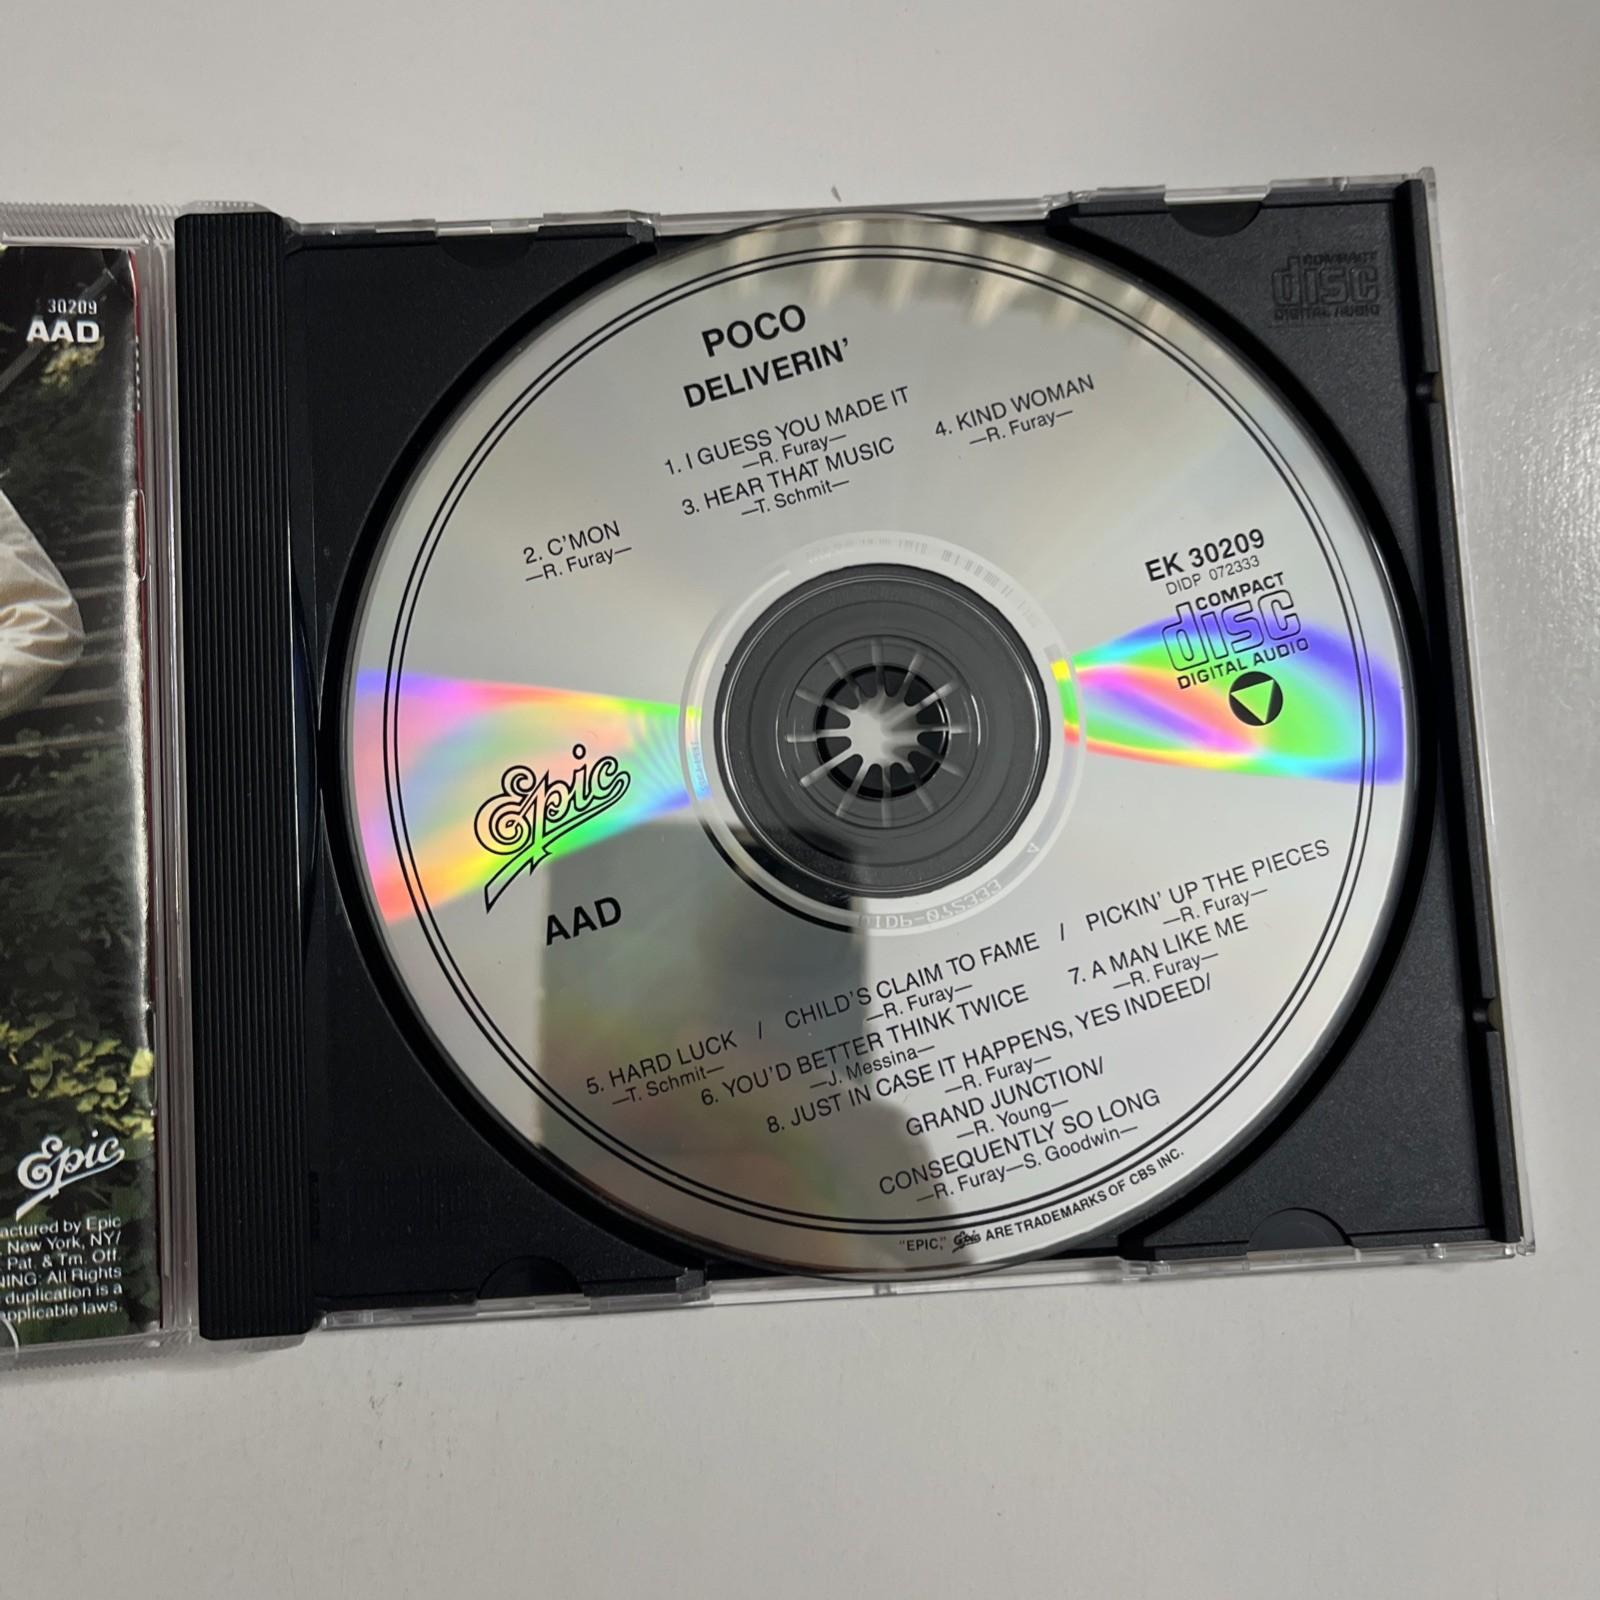 30209
AAD
Epic
actured by Epic
New York, NY/
Pat. & Tm. Off.
NING: All Rights
duplication is a
applicable laws.
COMPACT
disc
DIGITAL AUDIO
POCO
DELIVERIN'
1. I GUESS YOU MADE IT
—R. Furay—
2. C'MON
—R. Furay—
3. HEAR THAT MUSIC
—T. Schmit—
4. KIND WOMAN
—R. Furay—
EK 30209
DIDP 072333
COMPACT
disc
DIGITAL AUDIO
Epic
AAD
5. HARD LUCK / CHILD'S CLAIM TO FAME / PICKIN' UP THE PIECES
—T. Schmit— —R. Furay— —R. Furay—
6. YOU'D BETTER THINK TWICE
—J. Messina—
7. A MAN LIKE ME
—R. Furay—
8. JUST IN CASE IT HAPPENS, YES INDEED/
—R. Furay—
GRAND JUNCTION/
—R. Young—
CONSEQUENTLY SO LONG
—R. Furay—S. Goodwin—
"EPIC," Epic ARE TRADEMARKS OF CBS INC.